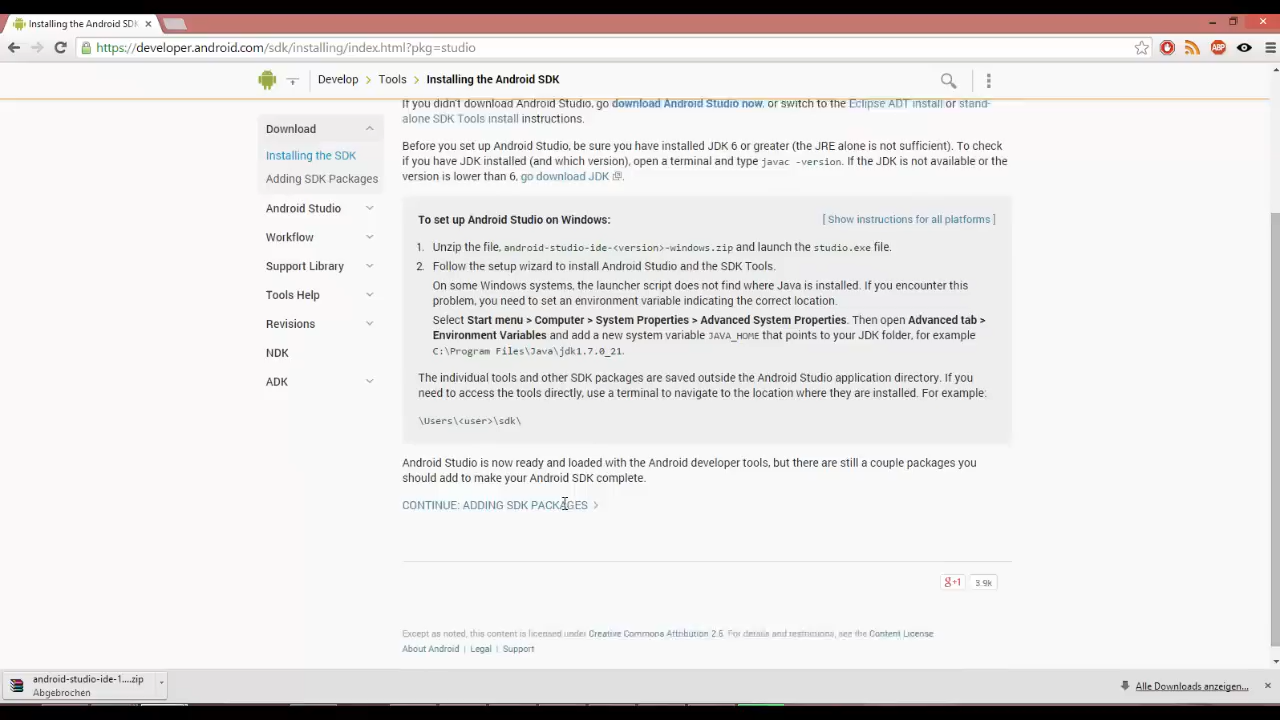 Installing the Android SDK
https://developer.android.com/sdk/installing/index.html?pkg=studio
ABP
Develop > Tools > Installing the Android SDK
If you didn't download Android Studio, go download Android Studio now, or switch to the Eclipse ADT install or stand-
alone SDK Tools install instructions.
Download
Installing the SDK
Adding SDK Packages
Android Studio
Workflow
Support Library
Tools Help
Revisions
NDK
ADK
Before you set up Android Studio, be sure you have installed JDK 6 or greater (the JRE alone is not sufficient). To check
if you have JDK installed (and which version), open a terminal and type javac -version. If the JDK is not available or the
version is lower than 6, go download JDK.
To set up Android Studio on Windows:
[ Show instructions for all platforms ]
1. Unzip the file, android-studio-ide-<version>-windows.zip and launch the studio.exe file.
2. Follow the setup wizard to install Android Studio and the SDK Tools.
On some Windows systems, the launcher script does not find where Java is installed. If you encounter this
problem, you need to set an environment variable indicating the correct location.
Select Start menu > Computer > System Properties > Advanced System Properties. Then open Advanced tab >
Environment Variables and add a new system variable JAVA_HOME that points to your JDK folder, for example
C:\Program Files\Java\jdk1.7.0_21.
The individual tools and other SDK packages are saved outside the Android Studio application directory. If you
need to access the tools directly, use a terminal to navigate to the location where they are installed. For example:
\Users\<user>\sdk\
Android Studio is now ready and loaded with the Android developer tools, but there are still a couple packages you
should add to make your Android SDK complete.
CONTINUE: ADDING SDK PACKAGES >
g+1 3.9k
Except as noted, this content is licensed under Creative Commons Attribution 2.5. For details and restrictions, see the Content License
About Android | Legal | Support
android-studio-ide-1....zip
Abgebrochen
Alle Downloads anzeigen...